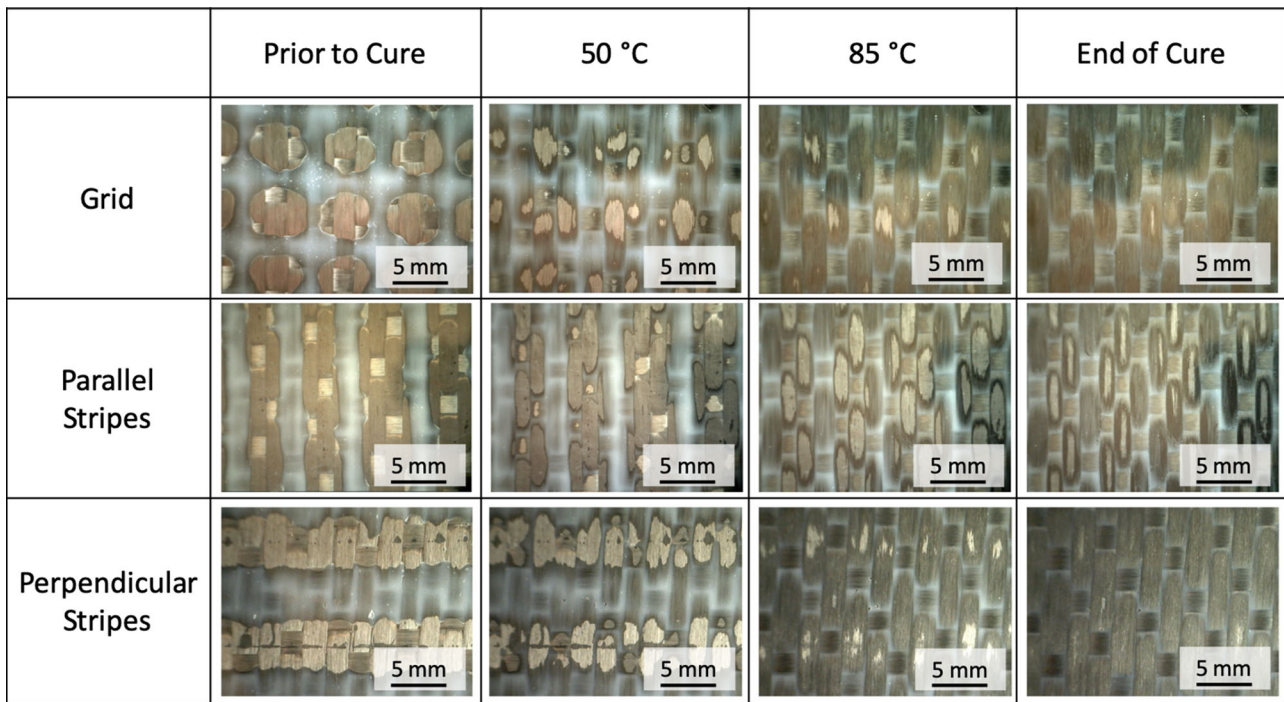 Prior to Cure
50 °C
85 °C
End of Cure
Grid
5 mm
5 mm
5 mm
5 mm
Parallel
Stripes
5 mm
5 mm
5 mm
5 mm
Perpendicular
Stripes
5 mm
5 mm
5 mm
5 mm